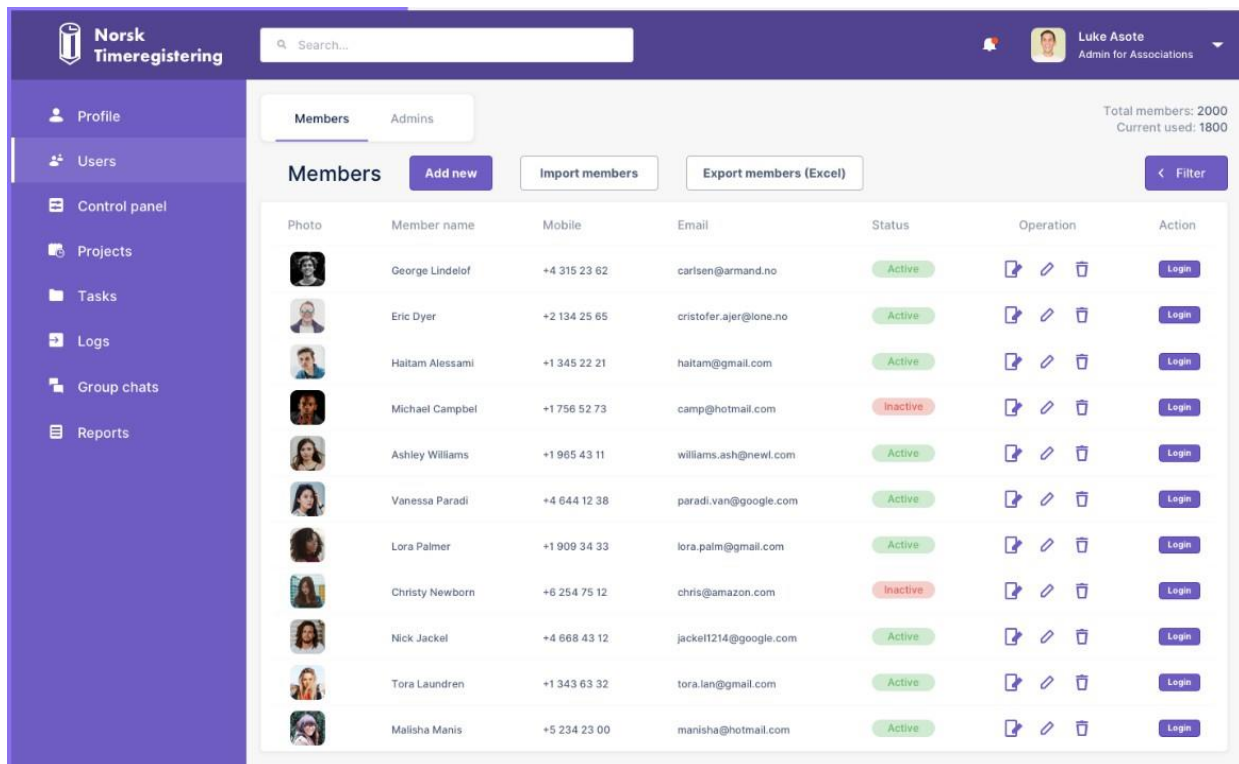 Norsk
Timeregistering
Search...
Luke Asote
Admin for Associations
Profile
Users
Control panel
Projects
Tasks
Logs
Group chats
Reports
Members Admins
Total members: 2000
Current used: 1800
Members Add new Import members Export members (Excel) Filter
Photo Member name Mobile Email Status Operation Action
George Lindelof +4 315 23 62 carlsen@armand.no Active Login
Eric Dyer +2 134 25 65 cristofer.ajer@lone.no Active Login
Haitam Alessami +1 345 22 21 haitam@gmail.com Active Login
Michael Campbel +1 756 52 73 camp@hotmail.com Inactive Login
Ashley Williams +1 965 43 11 williams.ash@newl.com Active Login
Vanessa Paradi +4 644 12 38 paradi.van@google.com Active Login
Lora Palmer +1 909 34 33 lora.palm@gmail.com Active Login
Christy Newborn +6 254 75 12 chris@amazon.com Inactive Login
Nick Jackel +4 668 43 12 jackel1214@google.com Active Login
Tora Laundren +1 343 63 32 tora.lan@gmail.com Active Login
Malisha Manis +5 234 23 00 manisha@hotmail.com Active Login